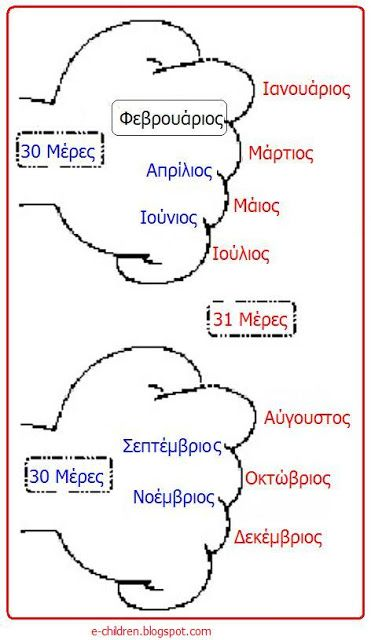 Ιανουάριος
Φεβρουάριος
Μάρτιος
30 Μέρες
Απρίλιος
Μάιος
Ιούνιος
Ιούλιος
31 Μέρες
Αύγουστος
Σεπτέμβριος
Οκτώβριος
30 Μέρες
Νοέμβριος
Δεκέμβριος
e-children.blogspot.com